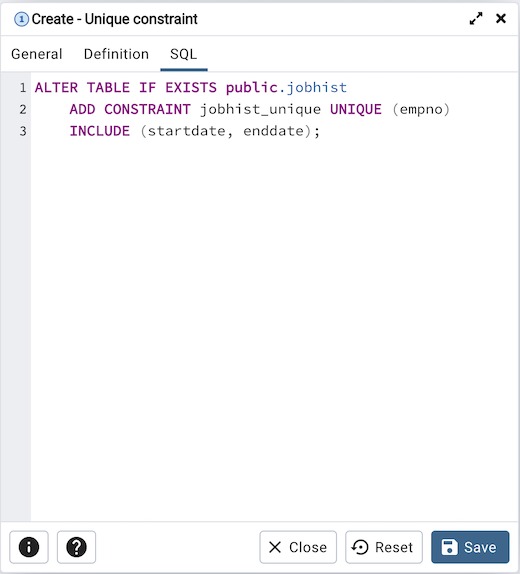 1 Create - Unique constraint
General Definition SQL
1 ALTER TABLE IF EXISTS public.jobhist
2 ADD CONSTRAINT jobhist_unique UNIQUE (empno)
3 INCLUDE (startdate, enddate);
i ? Close Reset Save